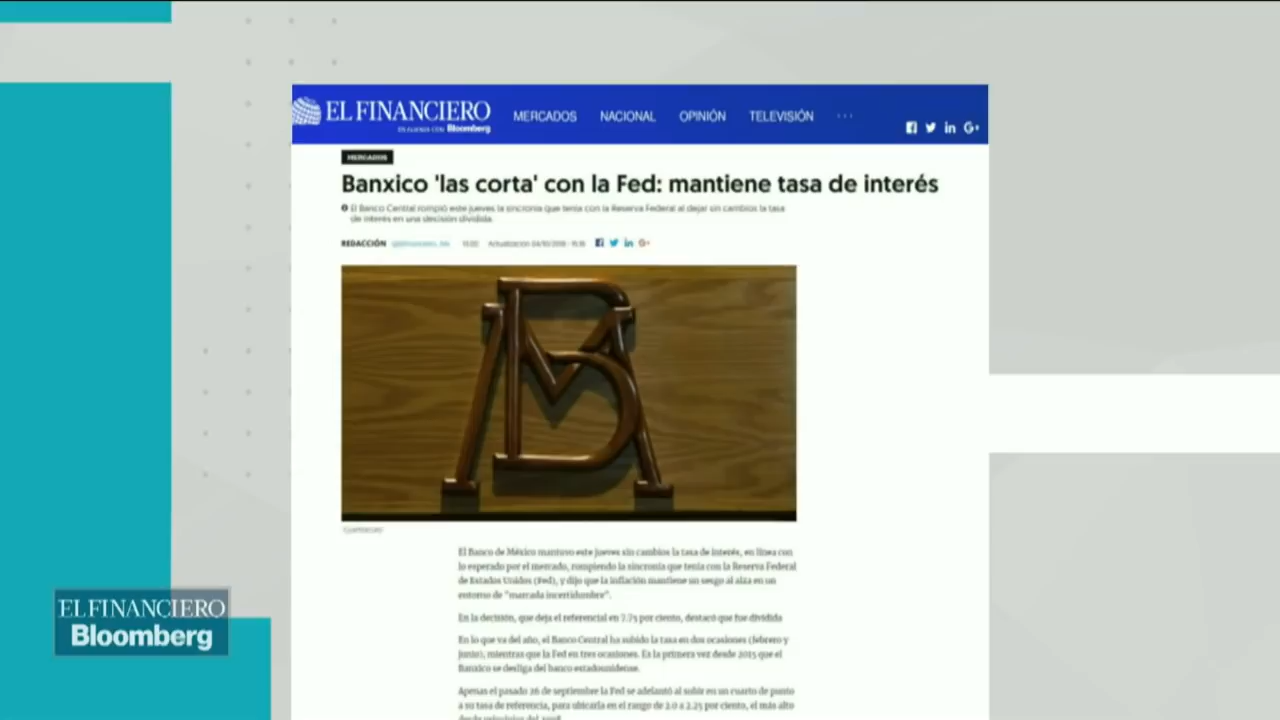 EL FINANCIERO
EN ALIANZA CON Bloomberg
MERCADOS NACIONAL OPINIÓN TELEVISIÓN ...
MERCADOS
Banxico 'las corta' con la Fed: mantiene tasa de interés
El Banco Central rompió este jueves la sincronía que tenía con la Reserva Federal al dejar sin cambios la tasa
de interés en una decisión dividida.
REDACCIÓN Actualización 04/10/2018
El Banco de México mantuvo este jueves sin cambios la tasa de interés, en línea con
lo esperado por el mercado, rompiendo la sincronía que tenía con la Reserva Federal
de Estados Unidos (Fed), y dijo que la inflación mantiene un sesgo al alza en un
entorno de "marcada incertidumbre".
En la decisión, que deja el referencial en 7.75 por ciento, destacó que fue dividida
En lo que va del año, el Banco Central ha subido la tasa en dos ocasiones (febrero y
junio), mientras que la Fed en tres ocasiones. Es la primera vez desde 2015 que el
Banxico se desliga del banco estadounidense.
Apenas el pasado 26 de septiembre la Fed se adelantó al subir en un cuarto de punto
a su tasa de referencia, para ubicarla en el rango de 2.0 a 2.25 por ciento, el más alto
EL FINANCIERO
Bloomberg